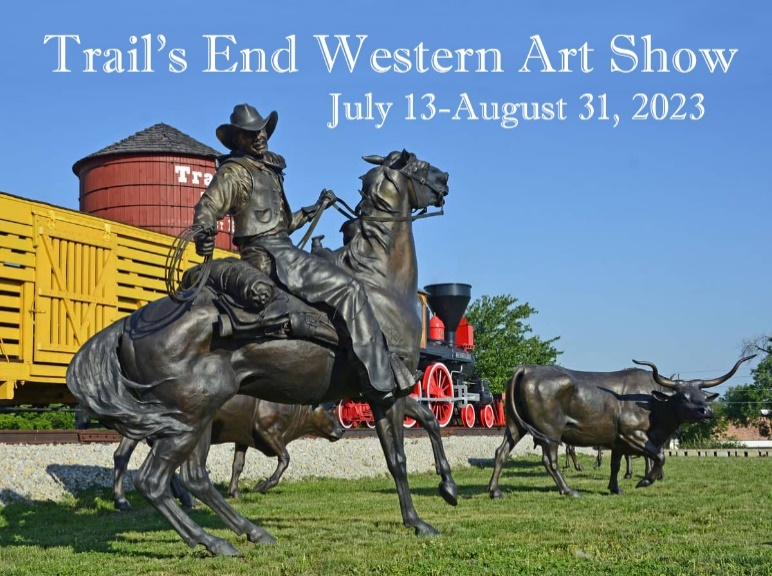 Trail's End Western Art Show
July 13-August 31, 2023